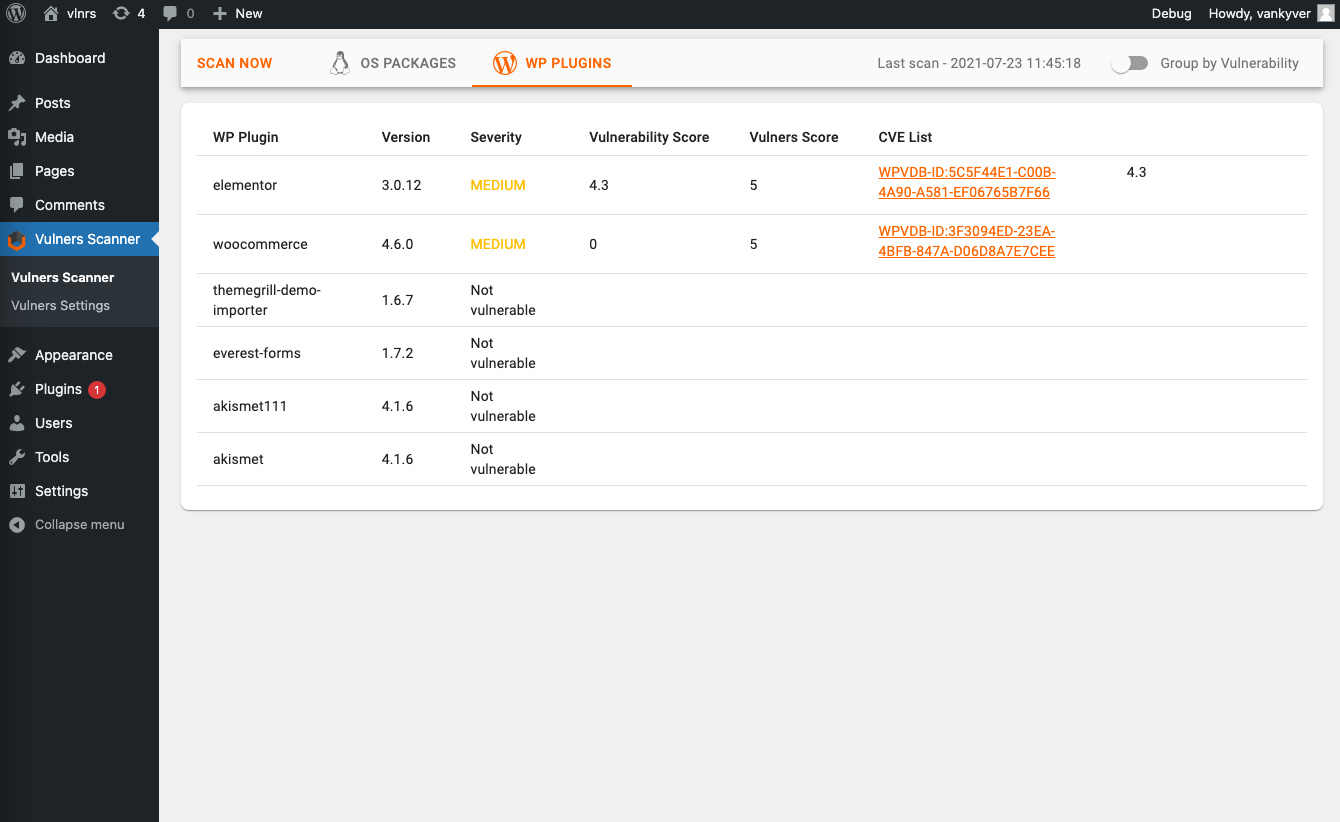 vlnrs 4 0 New Debug Howdy, vankyver
Dashboard
Posts
Media
Pages
Comments
Vulners Scanner
Vulners Scanner
Vulners Settings
Appearance
Plugins 1
Users
Tools
Settings
Collapse menu
SCAN NOW OS PACKAGES WP PLUGINS Last scan - 2021-07-23 11:45:18 Group by Vulnerability
WP Plugin Version Severity Vulnerability Score Vulners Score CVE List
elementor 3.0.12 MEDIUM 4.3 5 WPVDB-ID:5C5F44E1-C00B- 4.3
4A90-A581-EF06765B7F66
woocommerce 4.6.0 MEDIUM 0 5 WPVDB-ID:3F3094ED-23EA-
4BFB-847A-D06D8A7E7CEE
themegrill-demo- 1.6.7 Not
importer vulnerable
everest-forms 1.7.2 Not
vulnerable
akismet111 4.1.6 Not
vulnerable
akismet 4.1.6 Not
vulnerable